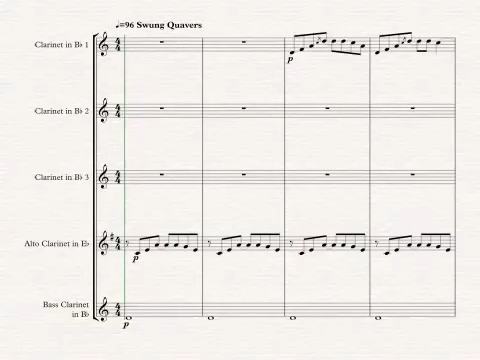 ♩=96 Swung Quavers
Clarinet in B♭ 1
p
Clarinet in B♭ 2
Clarinet in B♭ 3
Alto Clarinet in E♭
p
Bass Clarinet
in B♭
p